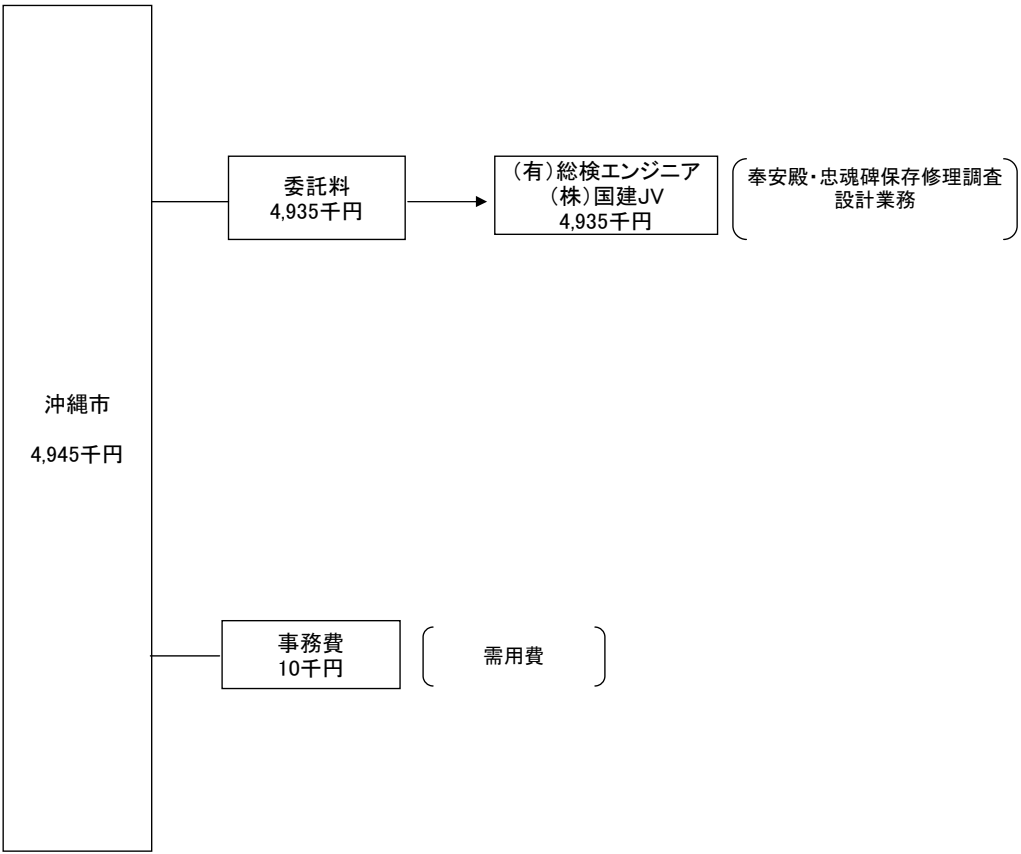 委託料
4,935千円
（有）総検エンジニア
（株）国建JV
4,935千円
奉安殿・忠魂碑保存修理調査
設計業務
沖縄市
4,945千円
事務費
10千円
需用費